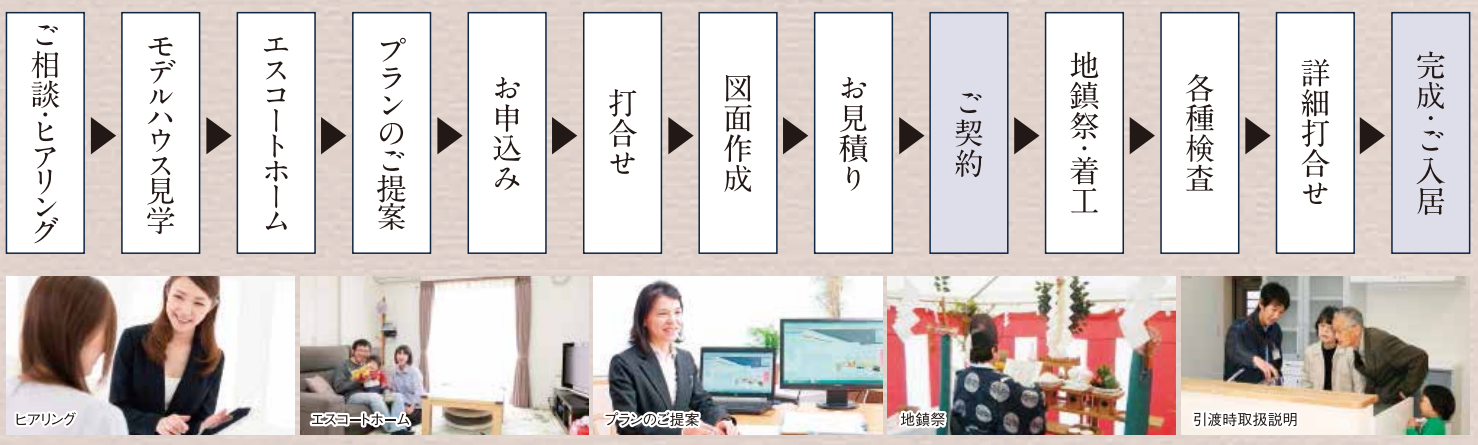 ご相談・ヒアリング
モデルハウス見学
エスコートホーム
プランのご提案
お申込み
打合せ
図面作成
お見積り
ご契約
地鎮祭・着工
各種検査
詳細打合せ
完成・ご入居
ヒアリング
エスコートホーム
プランのご提案
地鎮祭
引渡時取扱説明